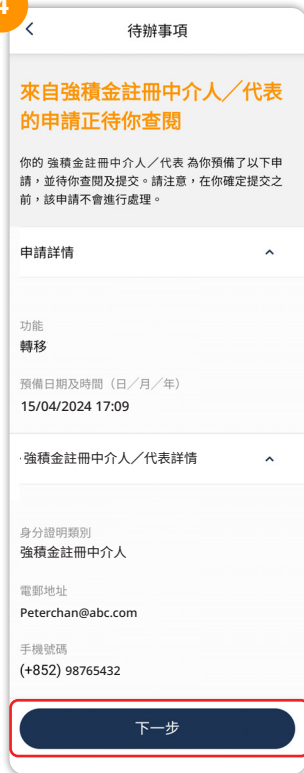 4
待辦事項
來自強積金註冊中介人／代表
的申請正待你查閱
你的 強積金註冊中介人／代表 為你預備了以下申
請，並待你查閱及提交。請注意，在你確定提交之
前，該申請不會進行處理。
申請詳情
功能
轉移
預備日期及時間（日／月／年）
15/04/2024 17:09
強積金註冊中介人／代表詳情
身分證明類別
強積金註冊中介人
電郵地址
Peterchan@abc.com
手機號碼
(+852) 98765432
下一步